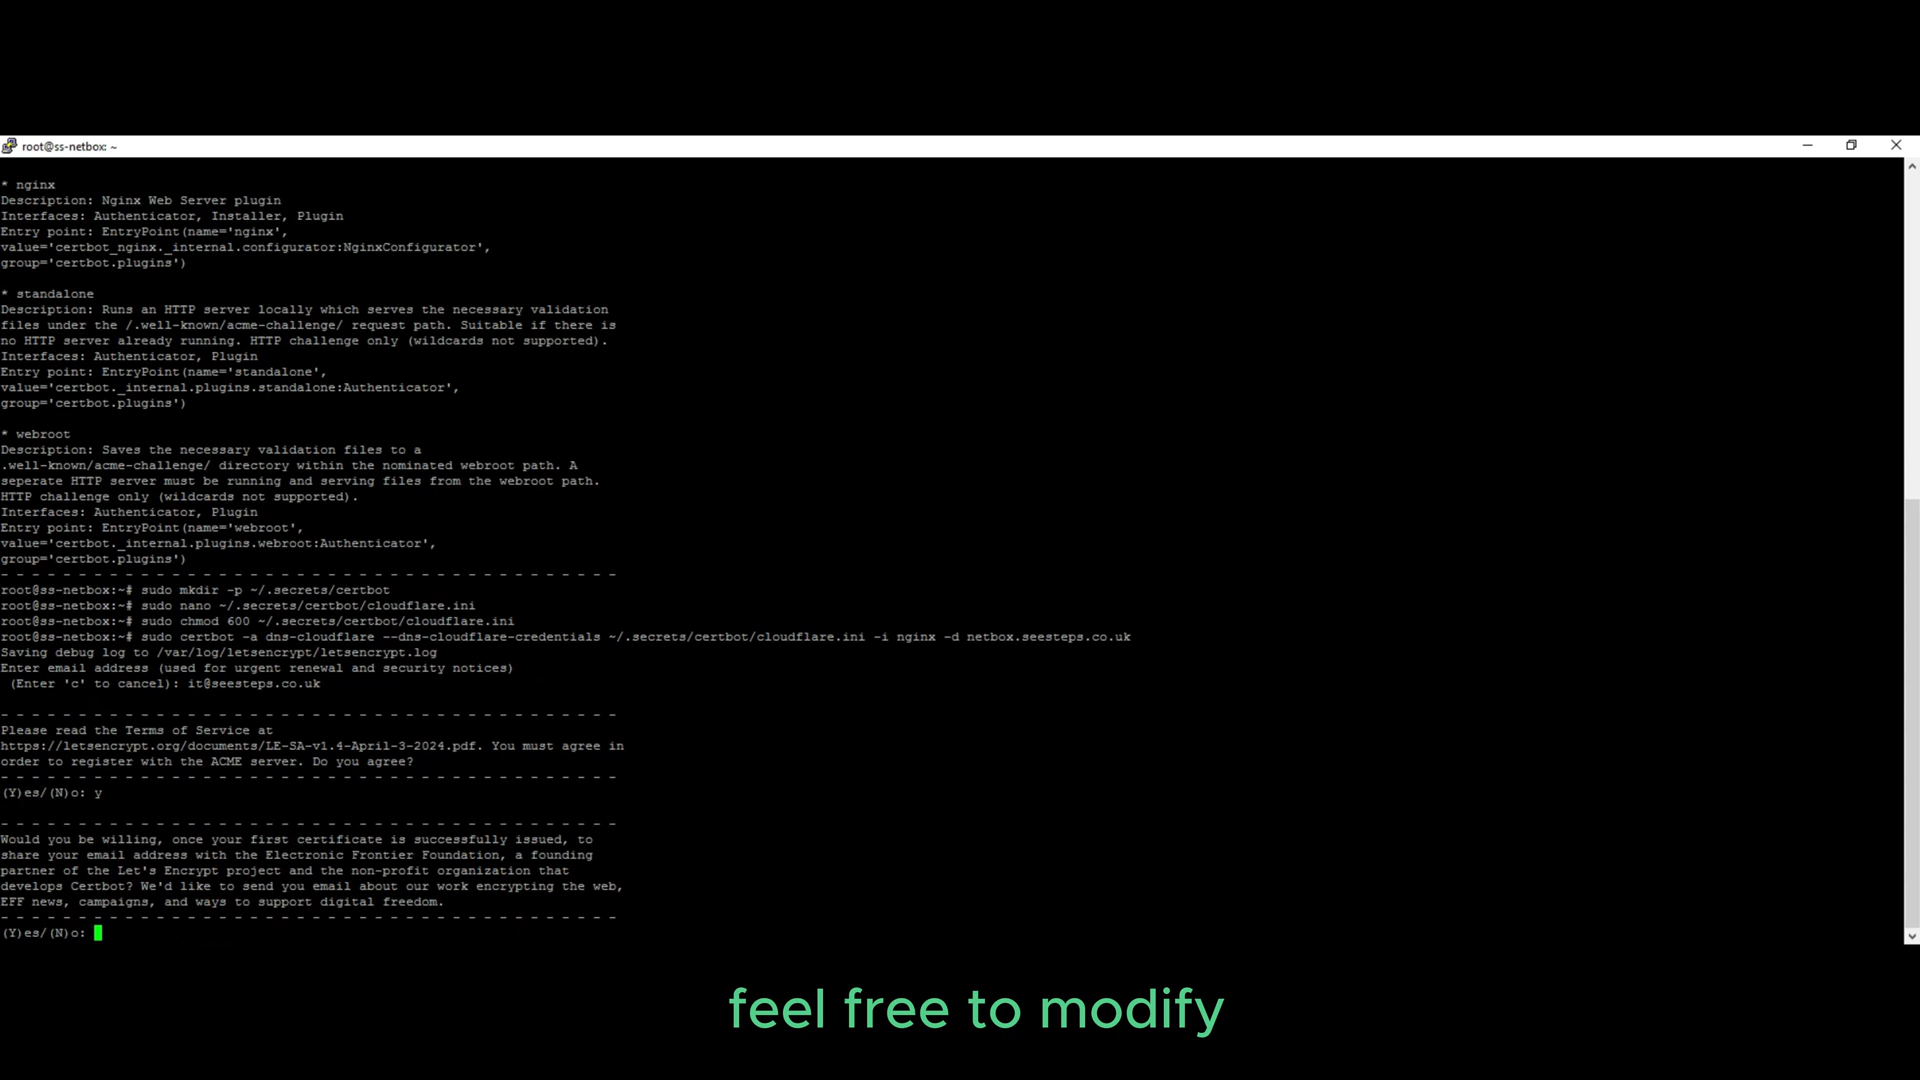 root@ss-netbox: ~
* nginx
Description: Nginx Web Server plugin
Interfaces: Authenticator, Installer, Plugin
Entry point: EntryPoint(name='nginx',
value='certbot_nginx._internal.configurator:NginxConfigurator',
group='certbot.plugins')
* standalone
Description: Runs an HTTP server locally which serves the necessary validation
files under the /.well-known/acme-challenge/ request path. Suitable if there is
no HTTP server already running. HTTP challenge only (wildcards not supported).
Interfaces: Authenticator, Plugin
Entry point: EntryPoint(name='standalone',
value='certbot._internal.plugins.standalone:Authenticator',
group='certbot.plugins')
* webroot
Description: Saves the necessary validation files to a
.well-known/acme-challenge/ directory within the nominated webroot path. A
seperate HTTP server must be running and serving files from the webroot path.
HTTP challenge only (wildcards not supported).
Interfaces: Authenticator, Plugin
Entry point: EntryPoint(name='webroot',
value='certbot._internal.plugins.webroot:Authenticator',
group='certbot.plugins')
- - - - - - - - - - - - - - - - - - - - - - - - - - - - - - - - - - - - - - - -
root@ss-netbox:~# sudo mkdir -p ~/.secrets/certbot
root@ss-netbox:~# sudo nano ~/.secrets/certbot/cloudflare.ini
root@ss-netbox:~# sudo chmod 600 ~/.secrets/certbot/cloudflare.ini
root@ss-netbox:~# sudo certbot -a dns-cloudflare --dns-cloudflare-credentials ~/.secrets/certbot/cloudflare.ini -i nginx -d netbox.seesteps.co.uk
Saving debug log to /var/log/letsencrypt/letsencrypt.log
Enter email address (used for urgent renewal and security notices)
(Enter 'c' to cancel): it@seesteps.co.uk
- - - - - - - - - - - - - - - - - - - - - - - - - - - - - - - - - - - - - - - -
Please read the Terms of Service at
https://letsencrypt.org/documents/LE-SA-v1.4-April-3-2024.pdf. You must agree in
order to register with the ACME server. Do you agree?
- - - - - - - - - - - - - - - - - - - - - - - - - - - - - - - - - - - - - - - -
(Y)es/(N)o: y
- - - - - - - - - - - - - - - - - - - - - - - - - - - - - - - - - - - - - - - -
Would you be willing, once your first certificate is successfully issued, to
share your email address with the Electronic Frontier Foundation, a founding
partner of the Let's Encrypt project and the non-profit organization that
develops Certbot? We'd like to send you email about our work encrypting the web,
EFF news, campaigns, and ways to support digital freedom.
- - - - - - - - - - - - - - - - - - - - - - - - - - - - - - - - - - - - - - - -
(Y)es/(N)o:
feel free to modify